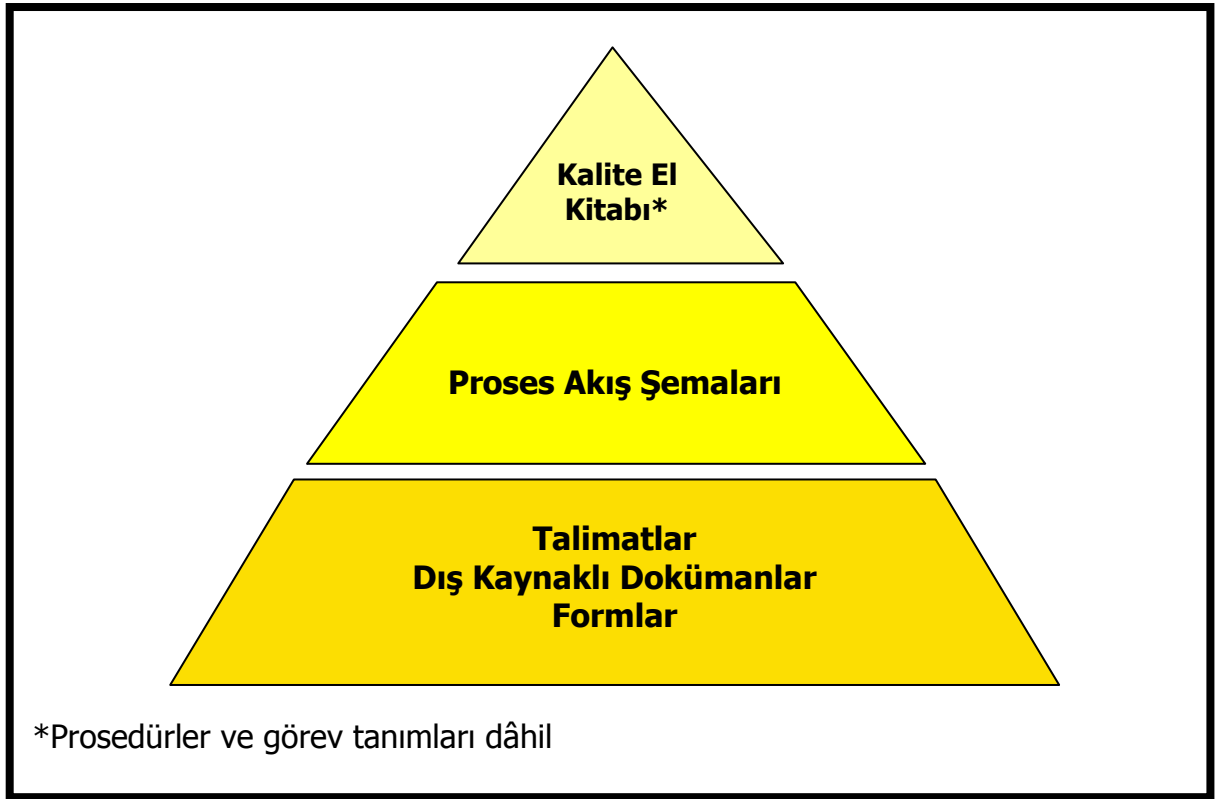 Kalite El
Kitabı*
Proses Akış Şemaları
Talimatlar
Dış Kaynaklı Dokümanlar
Formlar
*Prosedürler ve görev tanımları dâhil